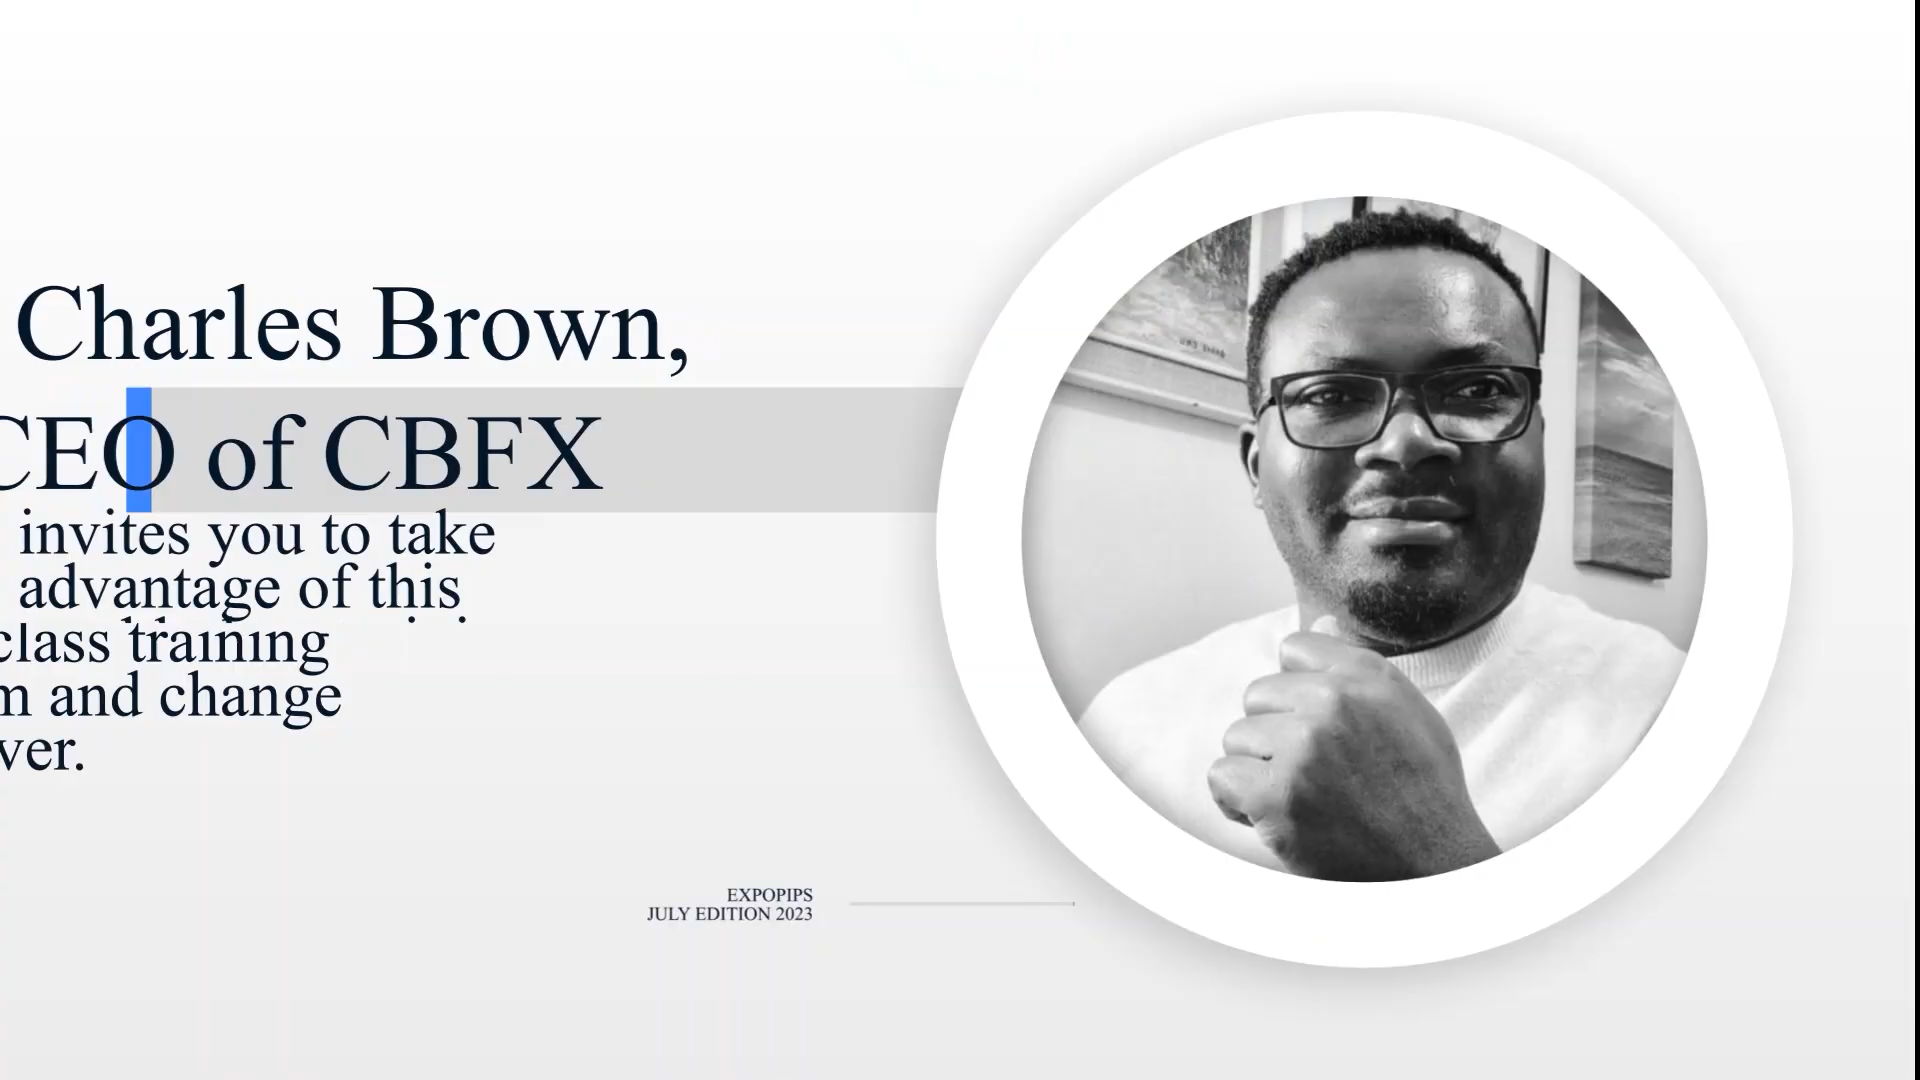 Charles Brown,
CEO of CBFX
invites you to take
advantage of this
class training
and change
EXPOPIPS
JULY EDITION 2023